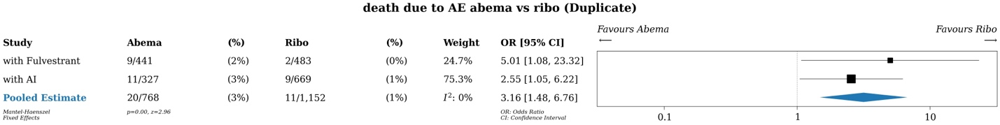 death due to AE abema vs ribo (Duplicate)
Favours Abema Favours Ribo
← →
Study Abema (%) Ribo (%) Weight OR [95% CI]
with Fulvestrant 9/441 (2%) 2/483 (0%) 24.7% 5.01 [1.08, 23.32]
with AI 11/327 (3%) 9/669 (1%) 75.3% 2.55 [1.05, 6.22]
Pooled Estimate 20/768 (3%) 11/1,152 (1%) I²: 0% 3.16 [1.48, 6.76]
Mantel-Haenszel p=0.00, z=2.96 OR: Odds Ratio
Fixed Effects CI: Confidence Interval
0.1 1 10